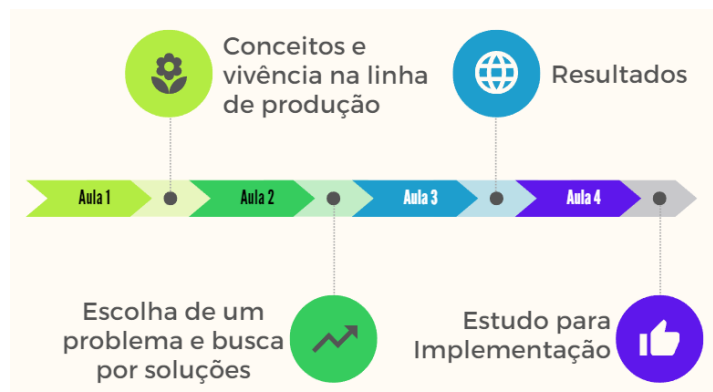 Conceitos e
vivência na linha
de produção
Resultados
Aula 1
Aula 2
Aula 3
Aula 4
Escolha de um
problema e busca
por soluções
Estudo para
Implementação